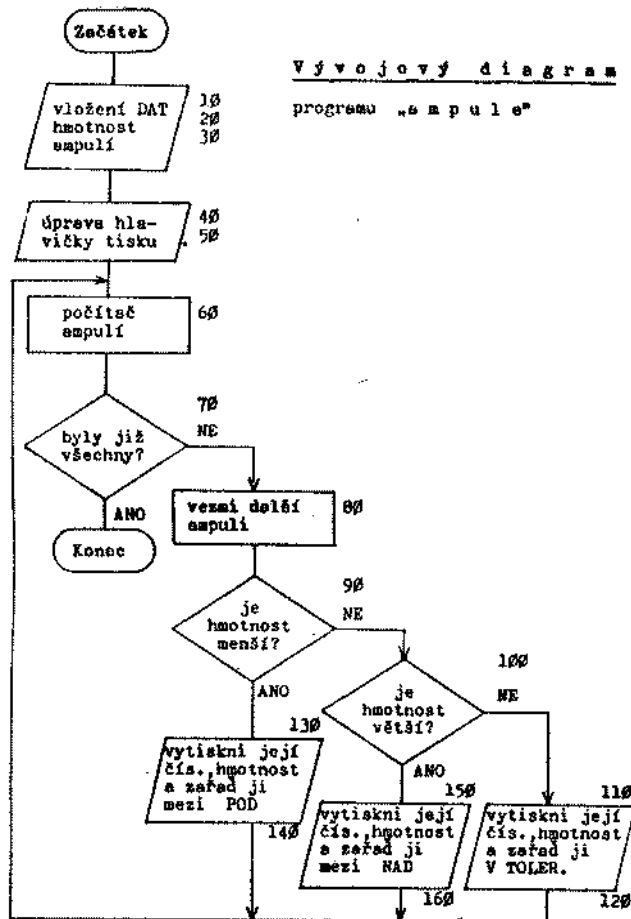 Začátek
Vývojový diagram
programu „ampule"
vložení DAT
hmotnost
ampulí
10
20
30
úprava hla-
vičky tisku
40
50
počítač
ampulí
60
byly již
všechny?
70
NE
ANO
Konec
vezmi další
ampuli
80
je
hmotnost
menší?
90
NE
ANO
je
hmotnost
větší?
100
NE
ANO
130
vytiskni její
čís.,hmotnost
a zařaď ji
mezi POD
140
150
vytiskni její
čís.,hmotnost
a zařaď ji
mezi NAD
160
110
vytiskni její
čís.,hmotnost
a zařaď ji
V TOLER.
120